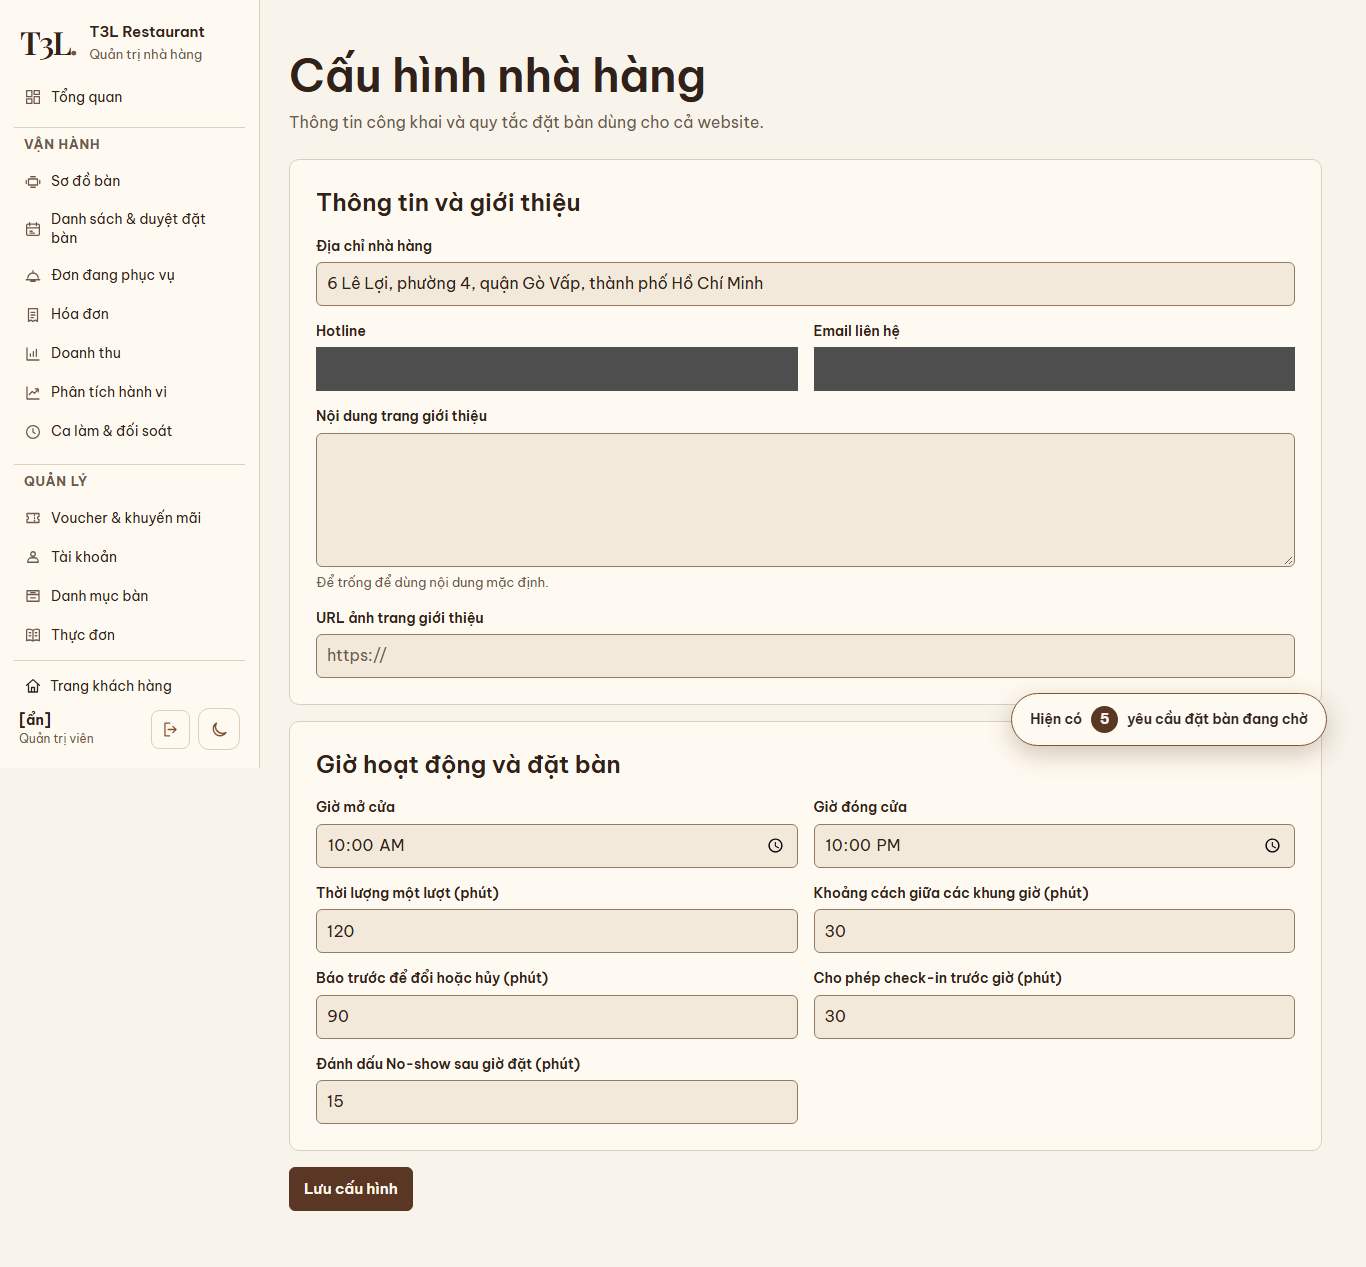 T3L.
T3L Restaurant
Quản trị nhà hàng
Tổng quan
VẬN HÀNH
Sơ đồ bàn
Danh sách & duyệt đặt
bàn
Đơn đang phục vụ
Hóa đơn
Doanh thu
Phân tích hành vi
Ca làm & đối soát
QUẢN LÝ
Voucher & khuyến mãi
Tài khoản
Danh mục bàn
Thực đơn
Trang khách hàng
[ẩn]
Quản trị viên
Cấu hình nhà hàng
Thông tin công khai và quy tắc đặt bàn dùng cho cả website.
Thông tin và giới thiệu
Địa chỉ nhà hàng
6 Lê Lợi, phường 4, quận Gò Vấp, thành phố Hồ Chí Minh
Hotline
Email liên hệ
Nội dung trang giới thiệu
Để trống để dùng nội dung mặc định.
URL ảnh trang giới thiệu
https://
Hiện có 5 yêu cầu đặt bàn đang chờ
Giờ hoạt động và đặt bàn
Giờ mở cửa
Giờ đóng cửa
10:00 AM
10:00 PM
Thời lượng một lượt (phút)
Khoảng cách giữa các khung giờ (phút)
120
30
Báo trước để đổi hoặc hủy (phút)
Cho phép check-in trước giờ (phút)
90
30
Đánh dấu No-show sau giờ đặt (phút)
15
Lưu cấu hình